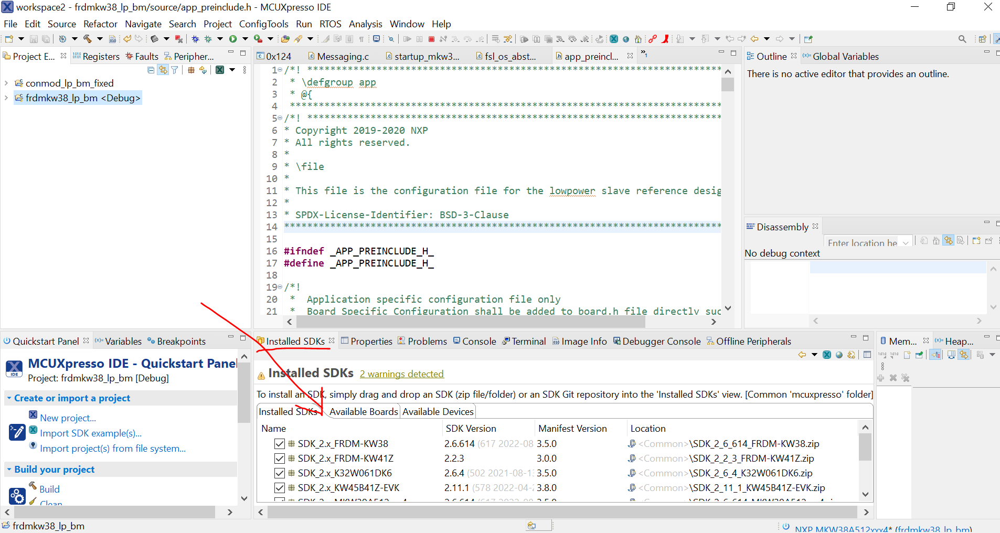 workspace2 - frdmkw38_lp_bm/source/app_preinclude.h - MCUXpresso IDE
File Edit Source Refactor Navigate Search Project ConfigTools Run RTOS Analysis Window Help
Project E...
Registers
Faults
Peripher...
conmod_lp_bm_fixed
frdmkw38_lp_bm <Debug>
0x124
Messaging.c
startup_mkw3...
fsl_os_abst...
app_preincl...
»1
1 /*! ****************************************************************************
2 * \defgroup app
3 * @{
4 ****************************************************************************
5 /*! ****************************************************************************
6 * Copyright 2019-2020 NXP
7 * All rights reserved.
8 *
9 * \file
10 *
11 * This file is the configuration file for the lowpower slave reference desig
12 *
13 * SPDX-License-Identifier: BSD-3-Clause
14 ****************************************************************************
15
16 #ifndef _APP_PREINCLUDE_H_
17 #define _APP_PREINCLUDE_H_
18
19 /*!
20 *  Application specific configuration file only
21 *  Board Specific Configuration shall be added to board.h file directly suc
Outline
Global Variables
There is no active editor that provides an outline.
Disassembly
Enter location he
No debug context
Quickstart Panel
Variables
Breakpoints
MCUXpresso IDE - Quickstart Pane
IDE
Project: frdmkw38_lp_bm [Debug]
Create or import a project
New project...
Import SDK example(s)...
Import project(s) from file system...
Build your project
Build
Clean
Installed SDKs
Properties
Problems
Console
Terminal
Image Info
Debugger Console
Offline Peripherals
Installed SDKs 2 warnings detected
To install an SDK, simply drag and drop an SDK (zip file/folder) or an SDK Git repository into the 'Installed SDKs' view. [Common 'mcuxpresso' folder]
Installed SDKs Available Boards Available Devices
Name SDK Version Manifest Version Location
SDK_2.x_FRDM-KW38 2.6.614 (617 2022-08 3.5.0 <Common>\SDK_2_6_614_FRDM-KW38.zip
SDK_2.x_FRDM-KW41Z 2.2.3 3.0.0 <Common>\SDK_2_2_3_FRDM-KW41Z.zip
SDK_2.x_K32W061DK6 2.6.4 (502 2021-08-13 3.5.0 <Common>\SDK_2_6_4_K32W061DK6.zip
SDK_2.x_KW45B41Z-EVK 2.11.1 (578 2022-04-2 3.8.0 <Common>\SDK_2_11_1_KW45B41Z-EVK.zip
Mem...
Heap...
frdmkw38_lp_bm
NXP MKW38A512xxx4* (frdmkw38_lp_bm)